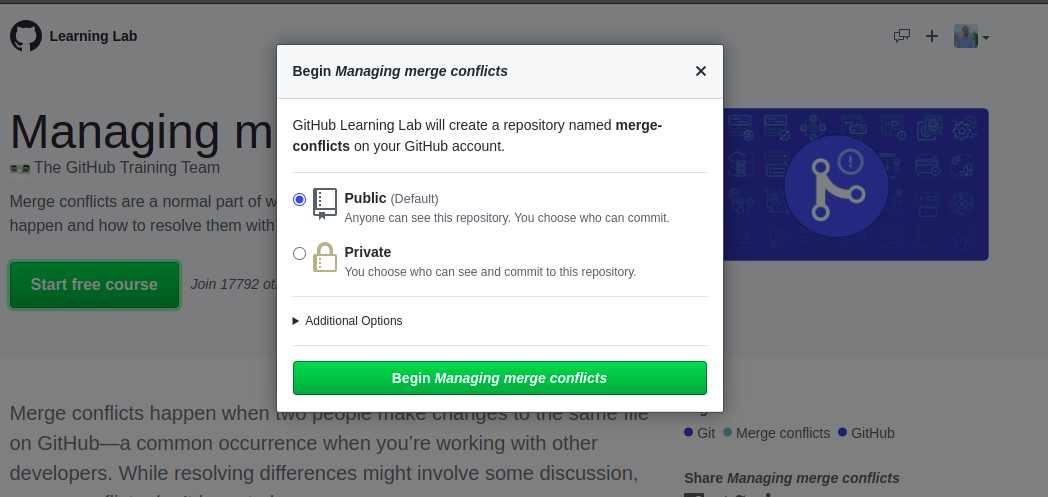 Learning Lab
Begin Managing merge conflicts
GitHub Learning Lab will create a repository named merge-
conflicts on your GitHub account.
Public (Default)
Anyone can see this repository. You choose who can commit.
Private
You choose who can see and commit to this repository.
Additional Options
Begin Managing merge conflicts
Managing m
The GitHub Training Team
Merge conflicts are a normal part of w
happen and how to resolve them with
Start free course
Join 17792 ot
Merge conflicts happen when two people make changes to the same file
on GitHub—a common occurrence when you're working with other
developers. While resolving differences might involve some discussion,
Git Merge conflicts GitHub
Share Managing merge conflicts